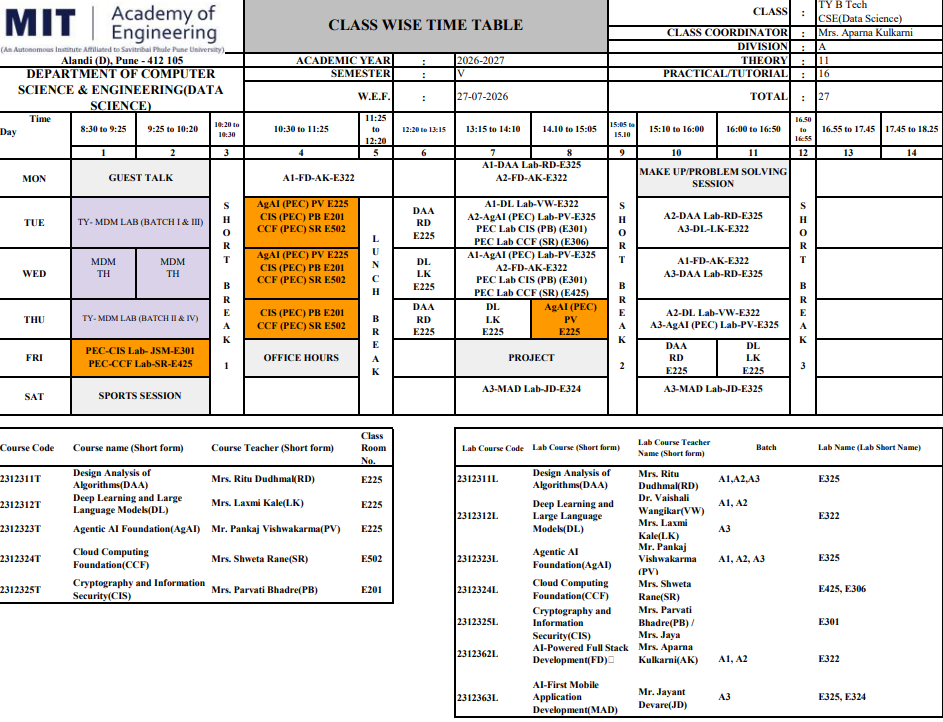 MIT Academy of Engineering
(An Autonomous Institute Affiliated to Savitribai Phule Pune University)
Alandi (D), Pune - 412 105
DEPARTMENT OF COMPUTER
SCIENCE & ENGINEERING(DATA
SCIENCE)
CLASS WISE TIME TABLE
ACADEMIC YEAR : 2026-2027
SEMESTER : V
W.E.F. : 27-07-2026
CLASS : TY B Tech
CSE(Data Science)
CLASS COORDINATOR : Mrs. Aparna Kulkarni
DIVISION : A
THEORY : 11
PRACTICAL/TUTORIAL : 16
TOTAL : 27
Time
Day
8:30 to 9:25
9:25 to 10:20
10:20 to
10:30
10:30 to 11:25
11:25
to
12:20
12:20 to 13:15
13:15 to 14:10
14.10 to 15:05
15:05 to
15.10
15:10 to 16:00
16:00 to 16:50
16.50
to
16:55
16.55 to 17.45
17.45 to 18.25
1 2 3 4 5 6 7 8 9 10 11 12 13 14
SHORT BREAK 1
LUNCH BREAK
SHORT BREAK 2
SHORT BREAK 3
MON
GUEST TALK
A1-FD-AK-E322
A1-DAA Lab-RD-E325
A2-FD-AK-E322
MAKE UP/PROBLEM SOLVING
SESSION
TUE
TY- MDM LAB (BATCH I & III)
AgAI (PEC) PV E225
CIS (PEC) PB E201
CCF (PEC) SR E502
DAA
RD
E225
A1-DL Lab-VW-E322
A2-AgAI (PEC) Lab-PV-E325
PEC Lab CIS (PB) (E301)
PEC Lab CCF (SR) (E306)
A2-DAA Lab-RD-E325
A3-DL-LK-E322
WED
MDM
TH
MDM
TH
AgAI (PEC) PV E225
CIS (PEC) PB E201
CCF (PEC) SR E502
DL
LK
E225
A1-AgAI (PEC) Lab-PV-E325
A2-FD-AK-E322
PEC Lab CIS (PB) (E301)
PEC Lab CCF (SR) (E425)
A1-FD-AK-E322
A3-DAA Lab-RD-E325
THU
TY- MDM LAB (BATCH II & IV)
CIS (PEC) PB E201
CCF (PEC) SR E502
DAA
RD
E225
DL
LK
E225
AgAI (PEC)
PV
E225
A2-DL Lab-VW-E322
A3-AgAI (PEC) Lab-PV-E325
FRI
PEC-CIS Lab- JSM-E301
PEC-CCF Lab-SR-E425
OFFICE HOURS
PROJECT
DAA
RD
E225
DL
LK
E225
SAT
SPORTS SESSION
A3-MAD Lab-JD-E324
A3-MAD Lab-JD-E325
Course Code Course name (Short form) Course Teacher (Short form) Class
Room
No.
2312311T Design Analysis of
Algorithms(DAA) Mrs. Ritu Dudhmal(RD) E225
2312312T Deep Learning and Large
Language Models(DL) Mrs. Laxmi Kale(LK) E225
2312323T Agentic AI Foundation(AgAI) Mr. Pankaj Vishwakarma(PV) E225
2312324T Cloud Computing
Foundation(CCF) Mrs. Shweta Rane(SR) E502
2312325T Cryptography and Information
Security(CIS) Mrs. Parvati Bhadre(PB) E201
Lab Course Code Lab Course (Short form) Lab Course Teacher
Name (Short form) Batch Lab Name (Lab Short Name)
2312311L Design Analysis of
Algorithms(DAA) Mrs. Ritu
Dudhmal(RD) A1,A2,A3 E325
2312312L Deep Learning and
Large Language
Models(DL) Dr. Vaishali
Wangikar(VW) A1, A2
Mrs. Laxmi
Kale(LK) A3 E322
2312323L Agentic AI
Foundation(AgAI) Mr. Pankaj
Vishwakarma
(PV) A1, A2, A3 E325
2312324L Cloud Computing
Foundation(CCF) Mrs. Shweta
Rane(SR) E425, E306
2312325L Cryptography and
Information
Security(CIS) Mrs. Parvati
Bhadre(PB) /
Mrs. Jaya E301
2312362L AI-Powered Full Stack
Development(FD) Mrs. Aparna
Kulkarni(AK) A1, A2 E322
2312363L AI-First Mobile
Application
Development(MAD) Mr. Jayant
Devare(JD) A3 E325, E324